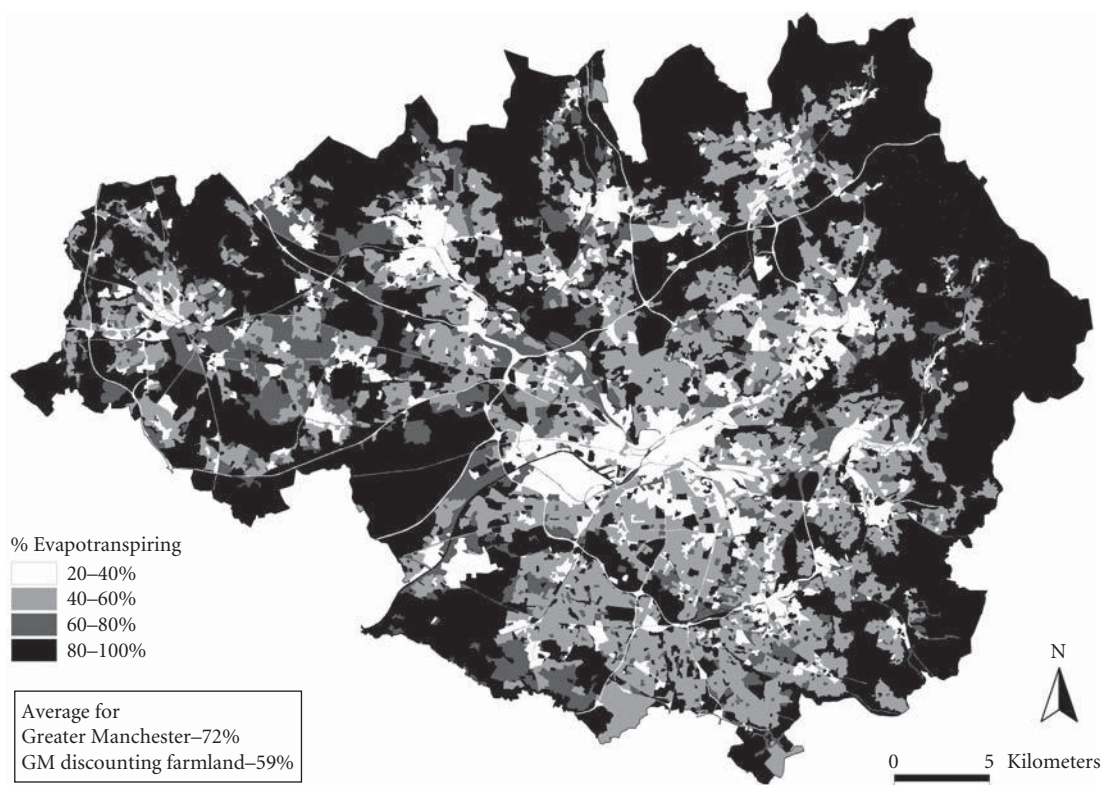 % Evapotranspiring
20–40%
40–60%
60–80%
80–100%
Average for
Greater Manchester–72%
GM discounting farmland–59%
N
0 5 Kilometers